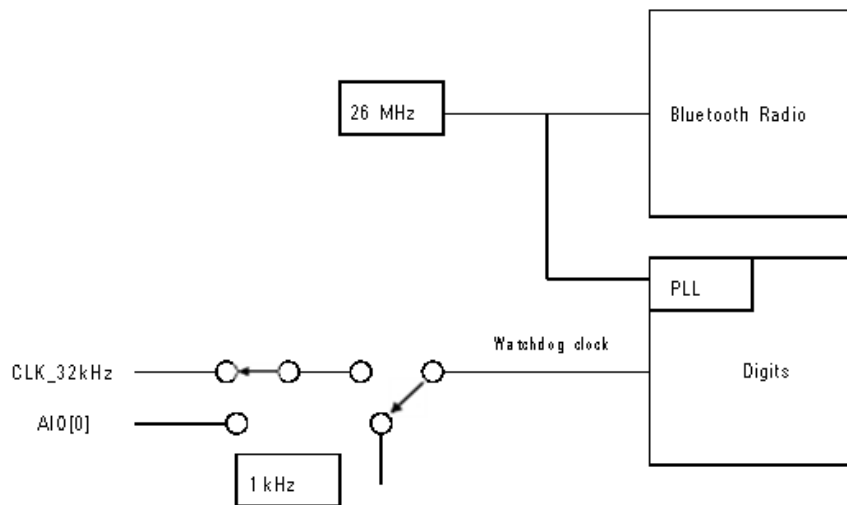 26 MHz
Bluetooth Radio
PLL
Watchdog clock
CLK_32kHz
Digits
AIO[0]
1 kHz